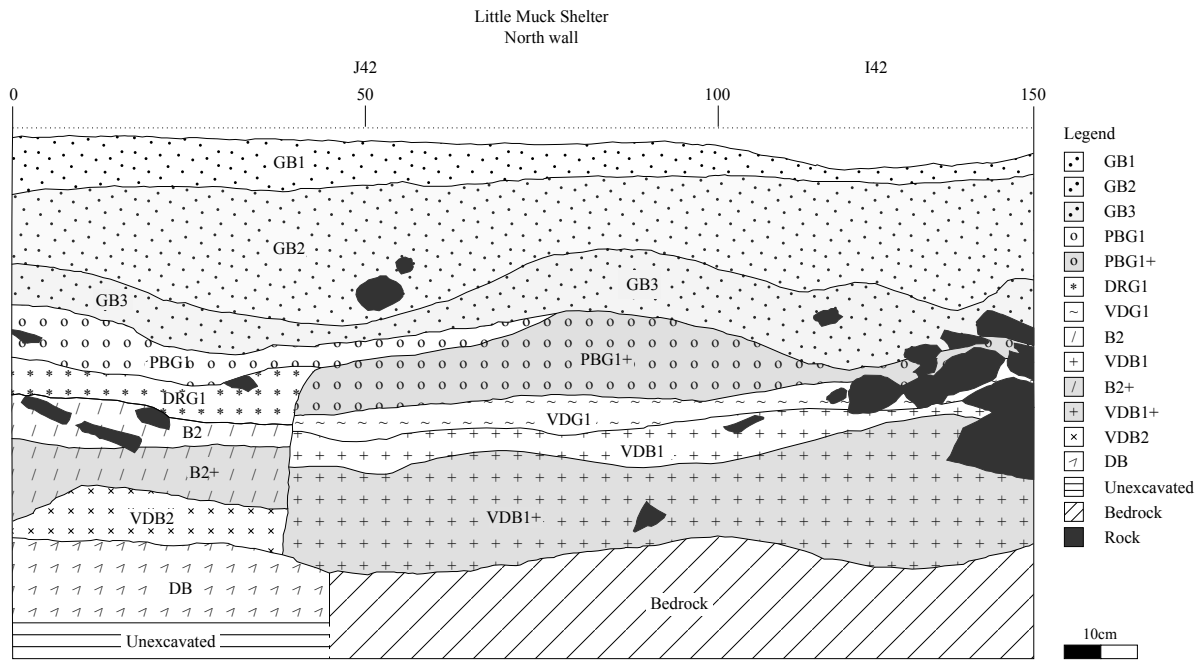 Little Muck Shelter
North wall
J42 I42
0 50 100 150
GB1
GB2
GB3 GB3
PBG1 PBG1+
DRG1
VDG1
B2
VDB1
B2+
VDB2 VDB1+
DB
Bedrock
Unexcavated
Legend
GB1
GB2
GB3
PBG1
PBG1+
DRG1
VDG1
B2
VDB1
B2+
VDB1+
VDB2
DB
Unexcavated
Bedrock
Rock
10cm